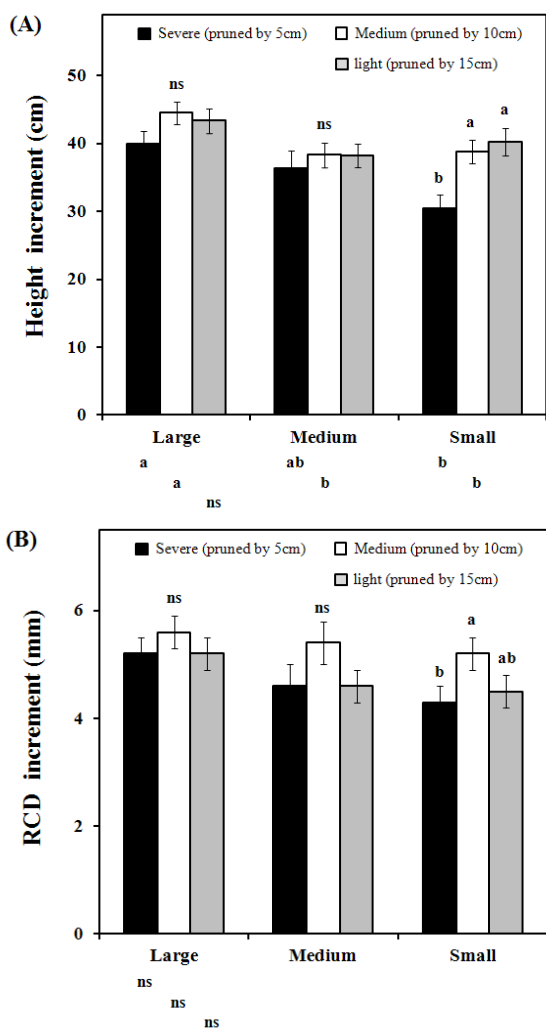 (A)
Severe (pruned by 5cm) Medium (pruned by 10cm)
light (pruned by 15cm)
Height increment (cm)
50
40
30
20
10
0
ns ns b a a
Large Medium Small
a ab b
a b b
ns
(B)
Severe (pruned by 5cm) Medium (pruned by 10cm)
light (pruned by 15cm)
RCD increment (mm)
6
4
2
0
ns ns b a ab
Large Medium Small
ns
ns
ns